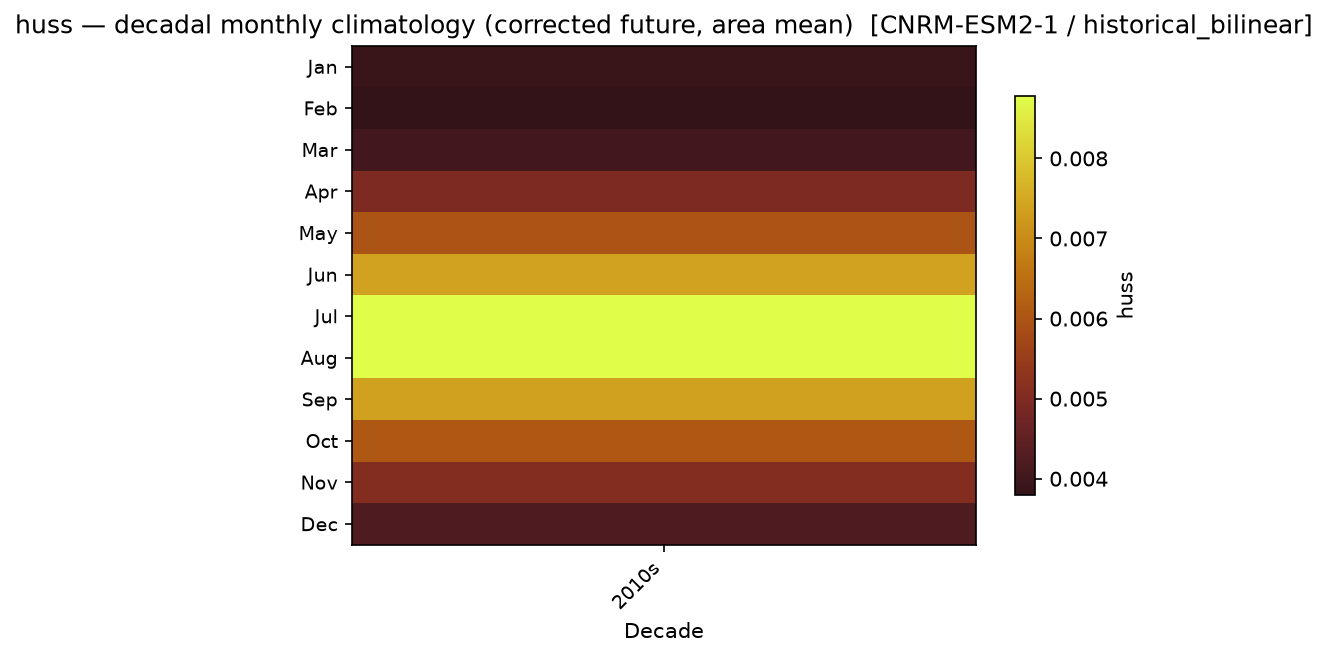 huss — decadal monthly climatology (corrected future, area mean)  [CNRM-ESM2-1 / historical_bilinear]
Jan
Feb
Mar
Apr
May
Jun
Jul
Aug
Sep
Oct
Nov
Dec
2010s
Decade
0.008
0.007
0.006
0.005
0.004
huss